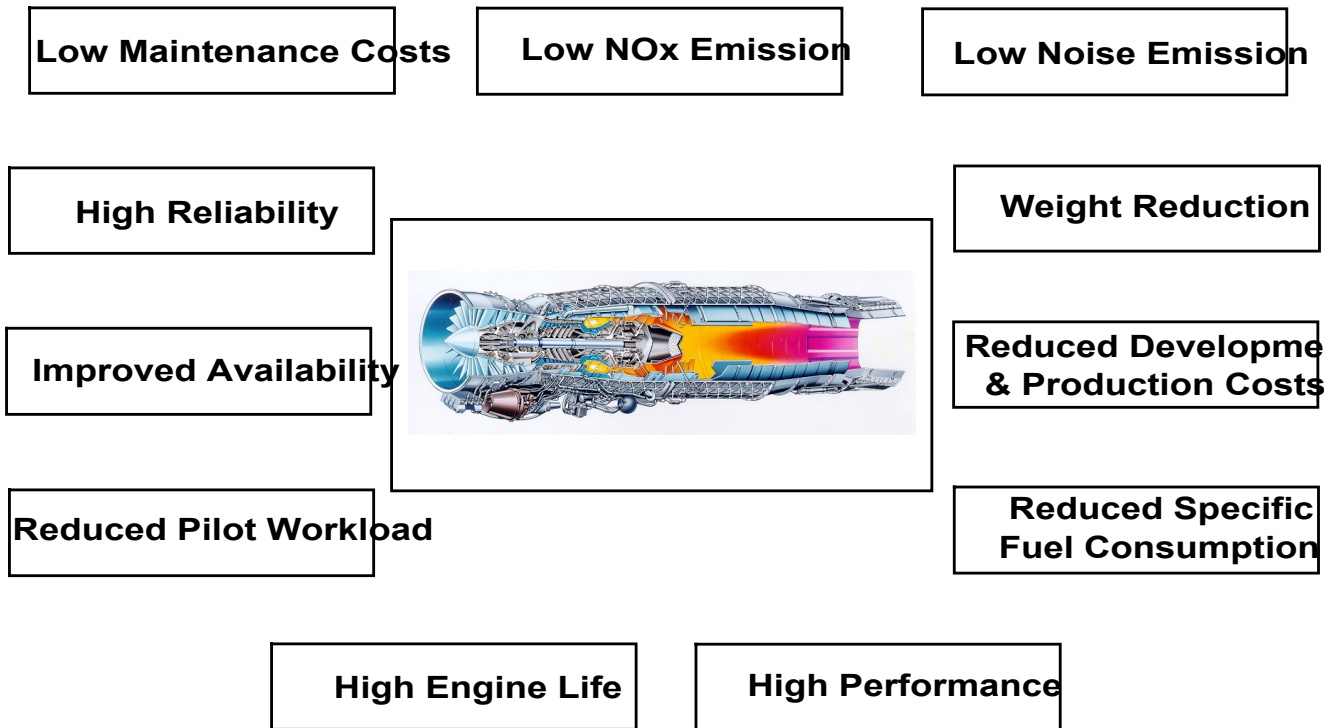 Low Maintenance Costs
Low NOx Emission
Low Noise Emission
High Reliability
Weight Reduction
Improved Availability
Reduced Developme
& Production Costs
Reduced Pilot Workload
Reduced Specific
Fuel Consumption
High Engine Life
High Performance